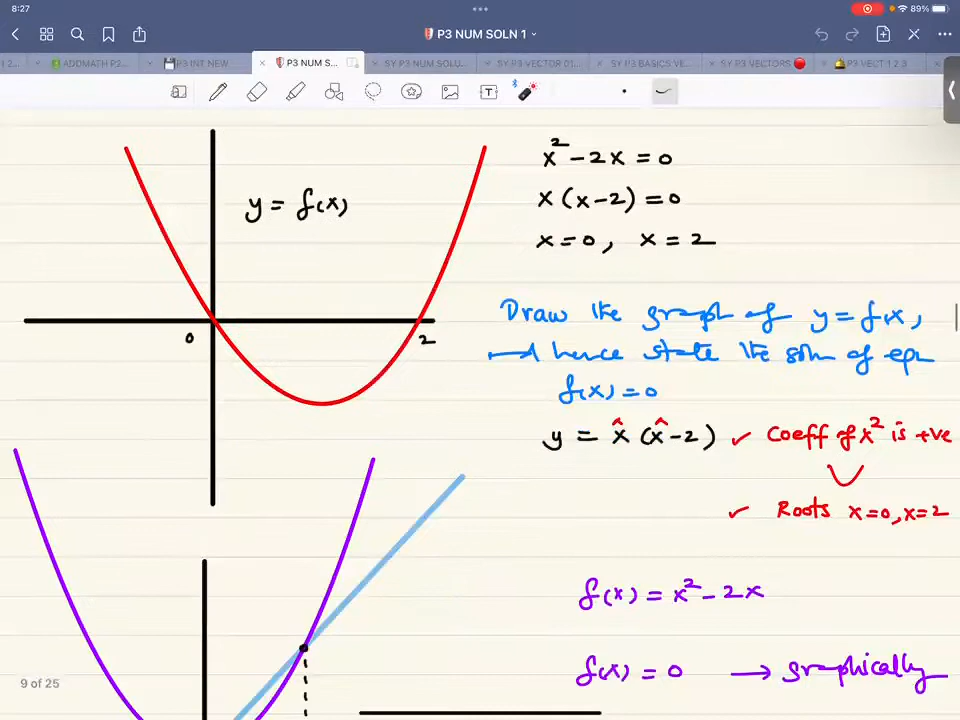 8:27
89%
P3 NUM SOLN 1
ADDMATH P2...
P3 INT NEW
P3 NUM S...
SY P3 NUM SOLU...
SY P3 VECTOR 01...
SY P3 BASICS VE...
SY P3 VECTORS
P3 VECT 1 2 3
x² - 2x = 0
y = f(x)
x(x-2) = 0
x = 0, x = 2
0
2
Draw the graph of y = f(x),
hence state the soln of eqn
f(x) = 0
y = x (x - 2) ✓ Coeff of x² is +ve
✓ Roots x=0, x=2
f(x) = x² - 2x
f(x) = 0 → graphically
9 of 25